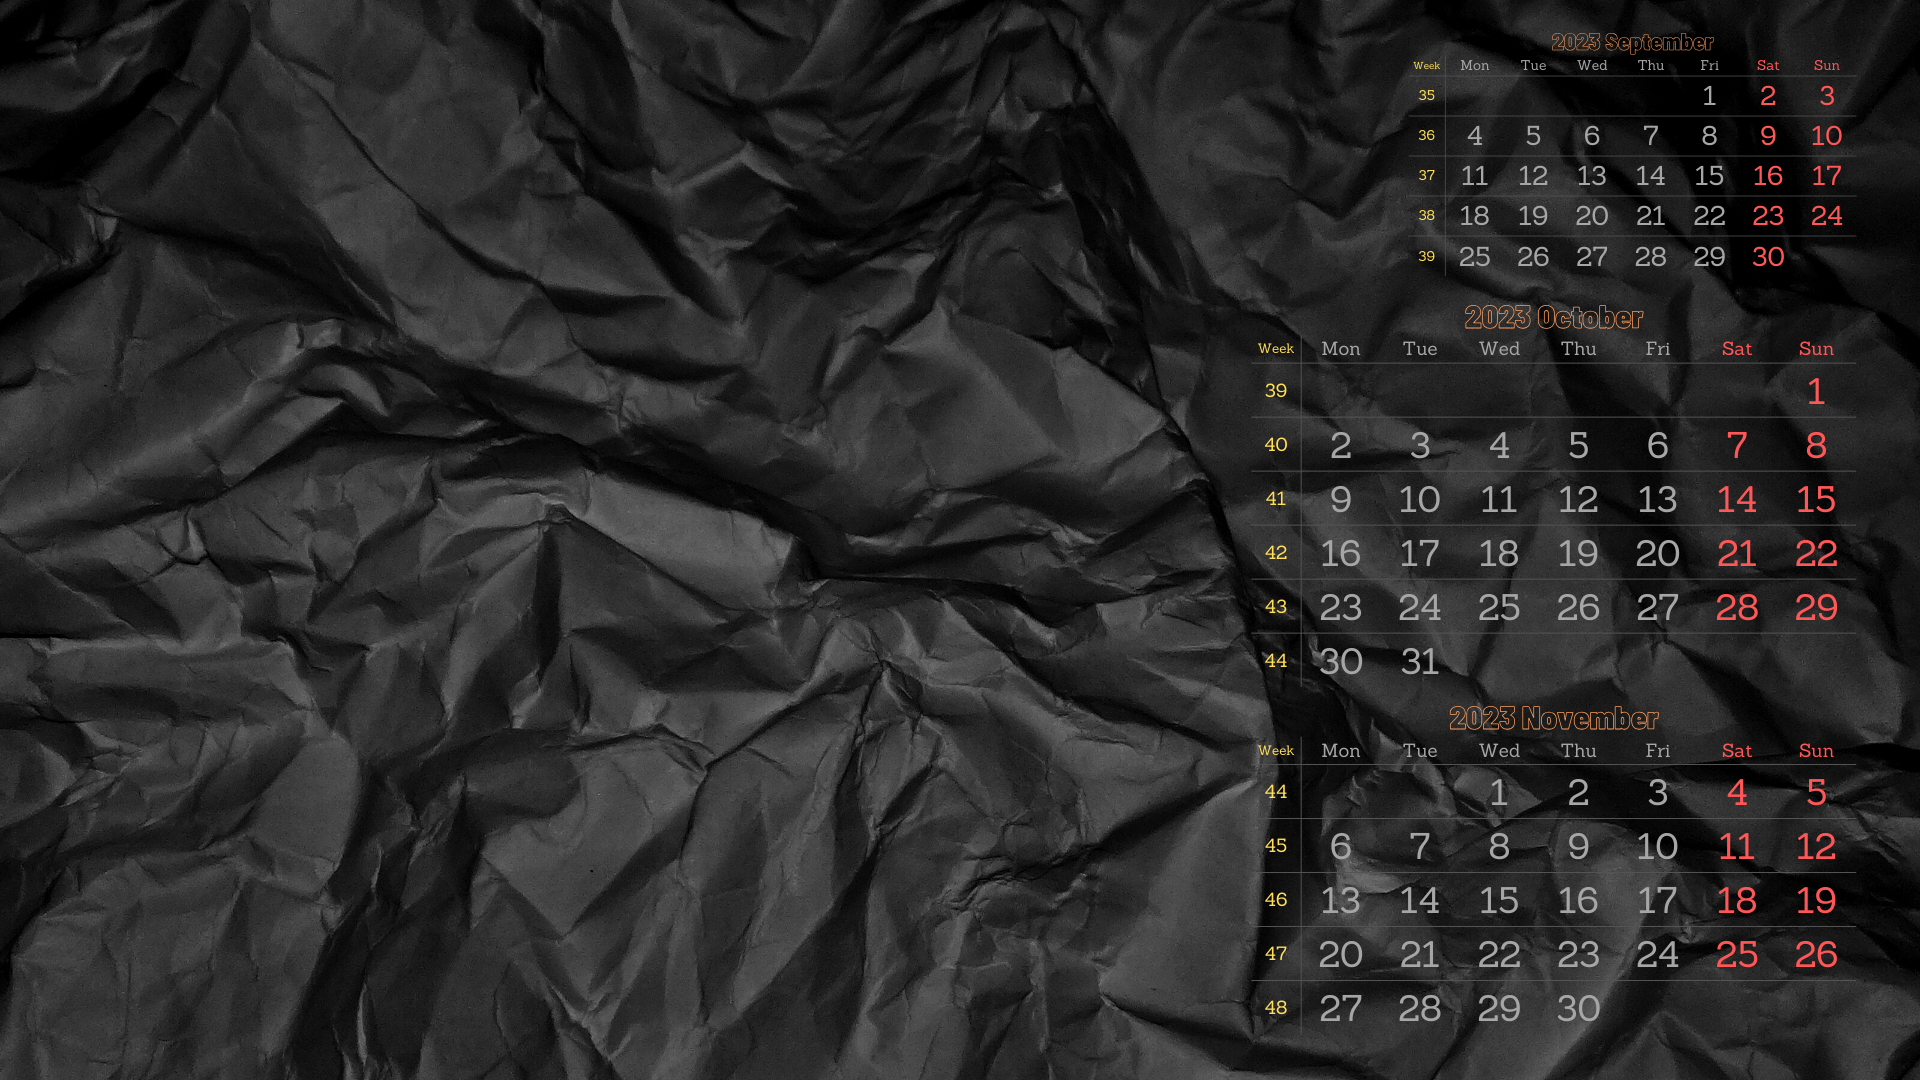 2023 September
Week Mon Tue Wed Thu Fri Sat Sun
35 1 2 3
36 4 5 6 7 8 9 10
37 11 12 13 14 15 16 17
38 18 19 20 21 22 23 24
39 25 26 27 28 29 30
2023 October
Week Mon Tue Wed Thu Fri Sat Sun
39 1
40 2 3 4 5 6 7 8
41 9 10 11 12 13 14 15
42 16 17 18 19 20 21 22
43 23 24 25 26 27 28 29
44 30 31
2023 November
Week Mon Tue Wed Thu Fri Sat Sun
44 1 2 3 4 5
45 6 7 8 9 10 11 12
46 13 14 15 16 17 18 19
47 20 21 22 23 24 25 26
48 27 28 29 30